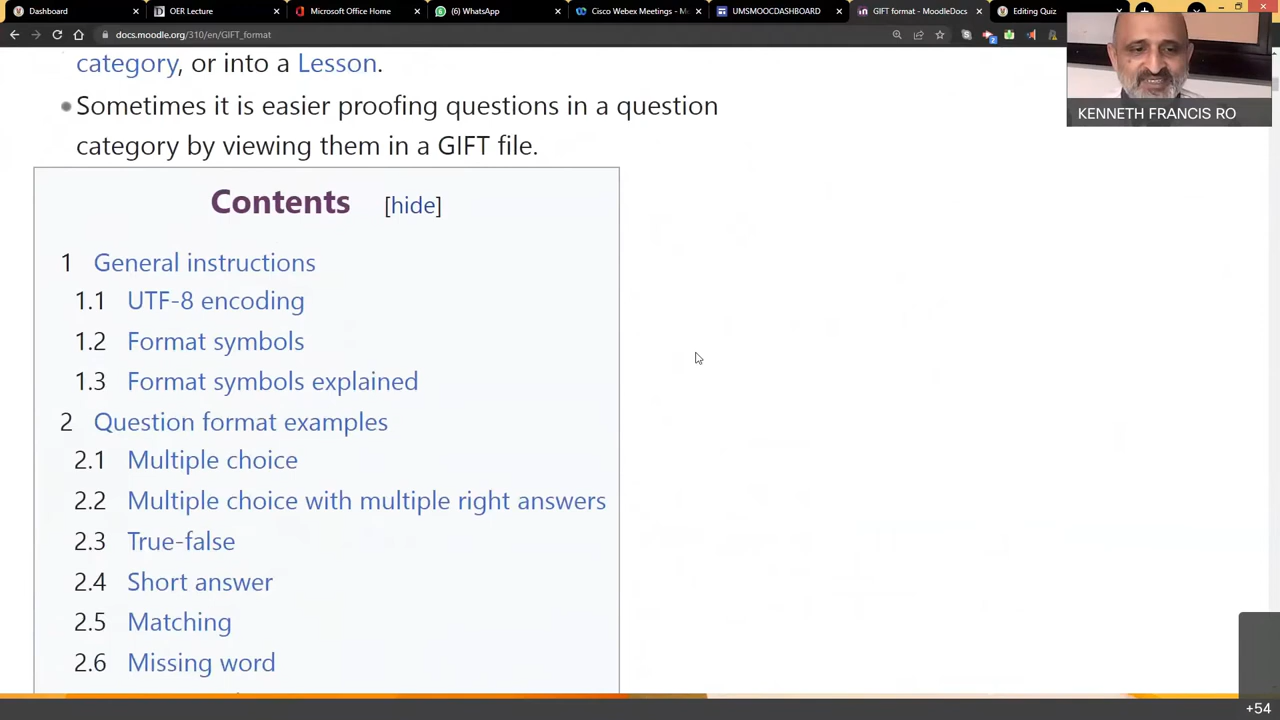 Dashboard
OER Lecture
Microsoft Office Home
(6) WhatsApp
Cisco Webex Meetings - Mo
UMSMOOCDASHBOARD
GIFT format - MoodleDocs
Editing Quiz
docs.moodle.org/310/en/GIFT_format
category, or into a Lesson.
Sometimes it is easier proofing questions in a question
category by viewing them in a GIFT file.
KENNETH FRANCIS RO
Contents [hide]
1 General instructions
1.1 UTF-8 encoding
1.2 Format symbols
1.3 Format symbols explained
2 Question format examples
2.1 Multiple choice
2.2 Multiple choice with multiple right answers
2.3 True-false
2.4 Short answer
2.5 Matching
2.6 Missing word
+54